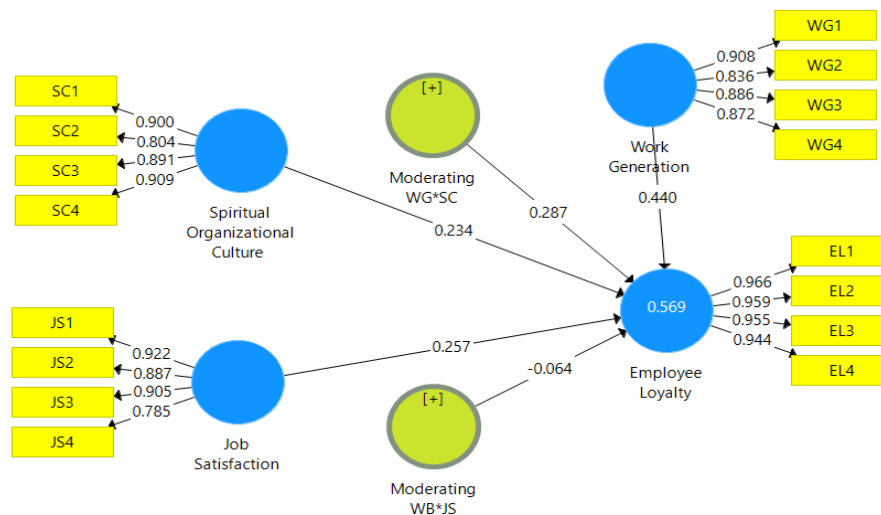 SC1
SC2
SC3
SC4
0.900
0.804
0.891
0.909
Spiritual
Organizational
Culture
[+]
Moderating
WG*SC
WG1
WG2
WG3
WG4
0.908
0.836
0.886
0.872
Work
Generation
0.440
0.287
0.234
JS1
JS2
JS3
JS4
0.922
0.887
0.905
0.785
Job
Satisfaction
0.257
-0.064
[+]
Moderating
WB*JS
0.569
Employee
Loyalty
0.966
0.959
0.955
0.944
EL1
EL2
EL3
EL4